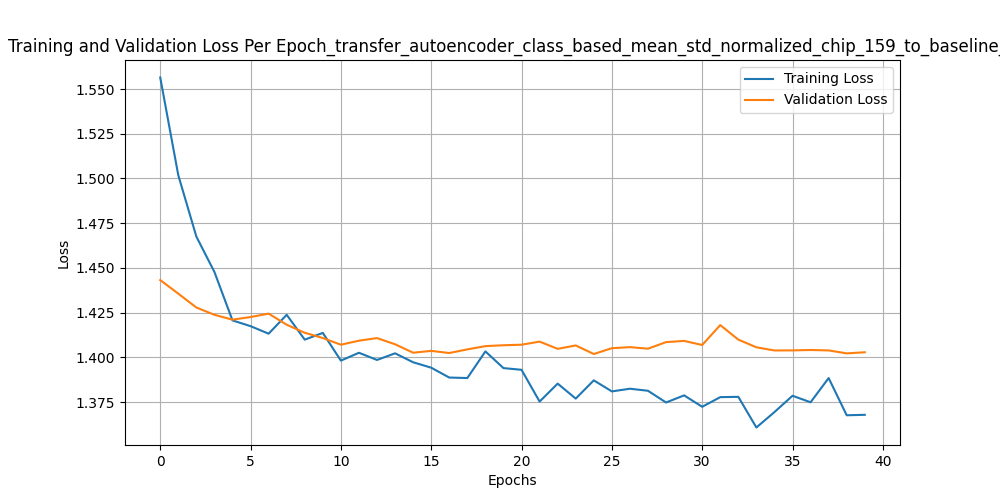 Training and Validation Loss Per Epoch_transfer_autoencoder_class_based_mean_std_normalized_chip_159_to_baseline_
Training Loss
Validation Loss
1.550
1.525
1.500
1.475
1.450
1.425
1.400
1.375
Loss
0 5 10 15 20 25 30 35 40
Epochs